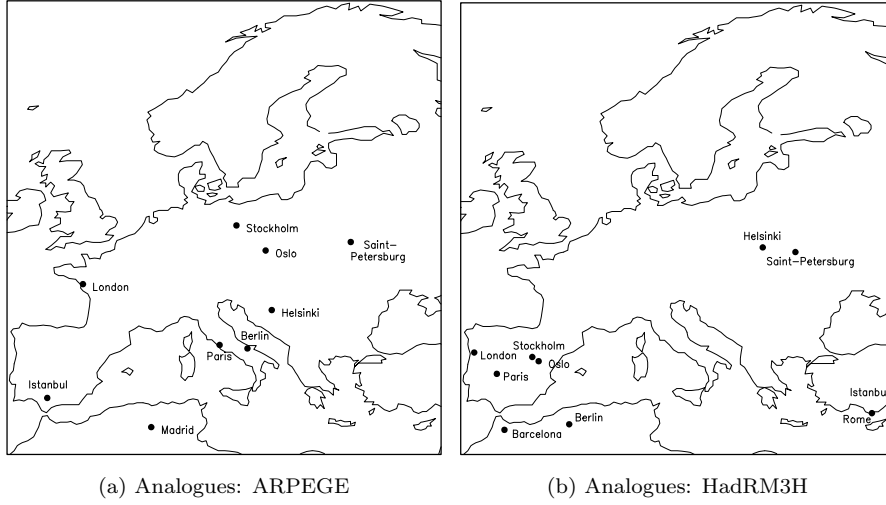 Stockholm
Oslo
Saint–
Petersburg
London
Helsinki
Berlin
Paris
Istanbul
Madrid
Helsinki
Saint–Petersburg
Stockholm
London
Oslo
Paris
Istanbul
Rome
Berlin
Barcelona
(a) Analogues: ARPEGE
(b) Analogues: HadRM3H